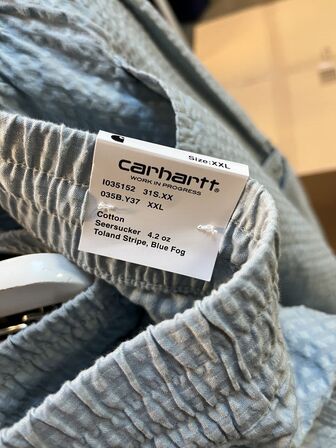 Size:XXL
carhartt
WORK IN PROGRESS
I035152 31S.XX
035B.Y37 XXL
Cotton
Seersucker 4.2 oz
Toland Stripe, Blue Fog